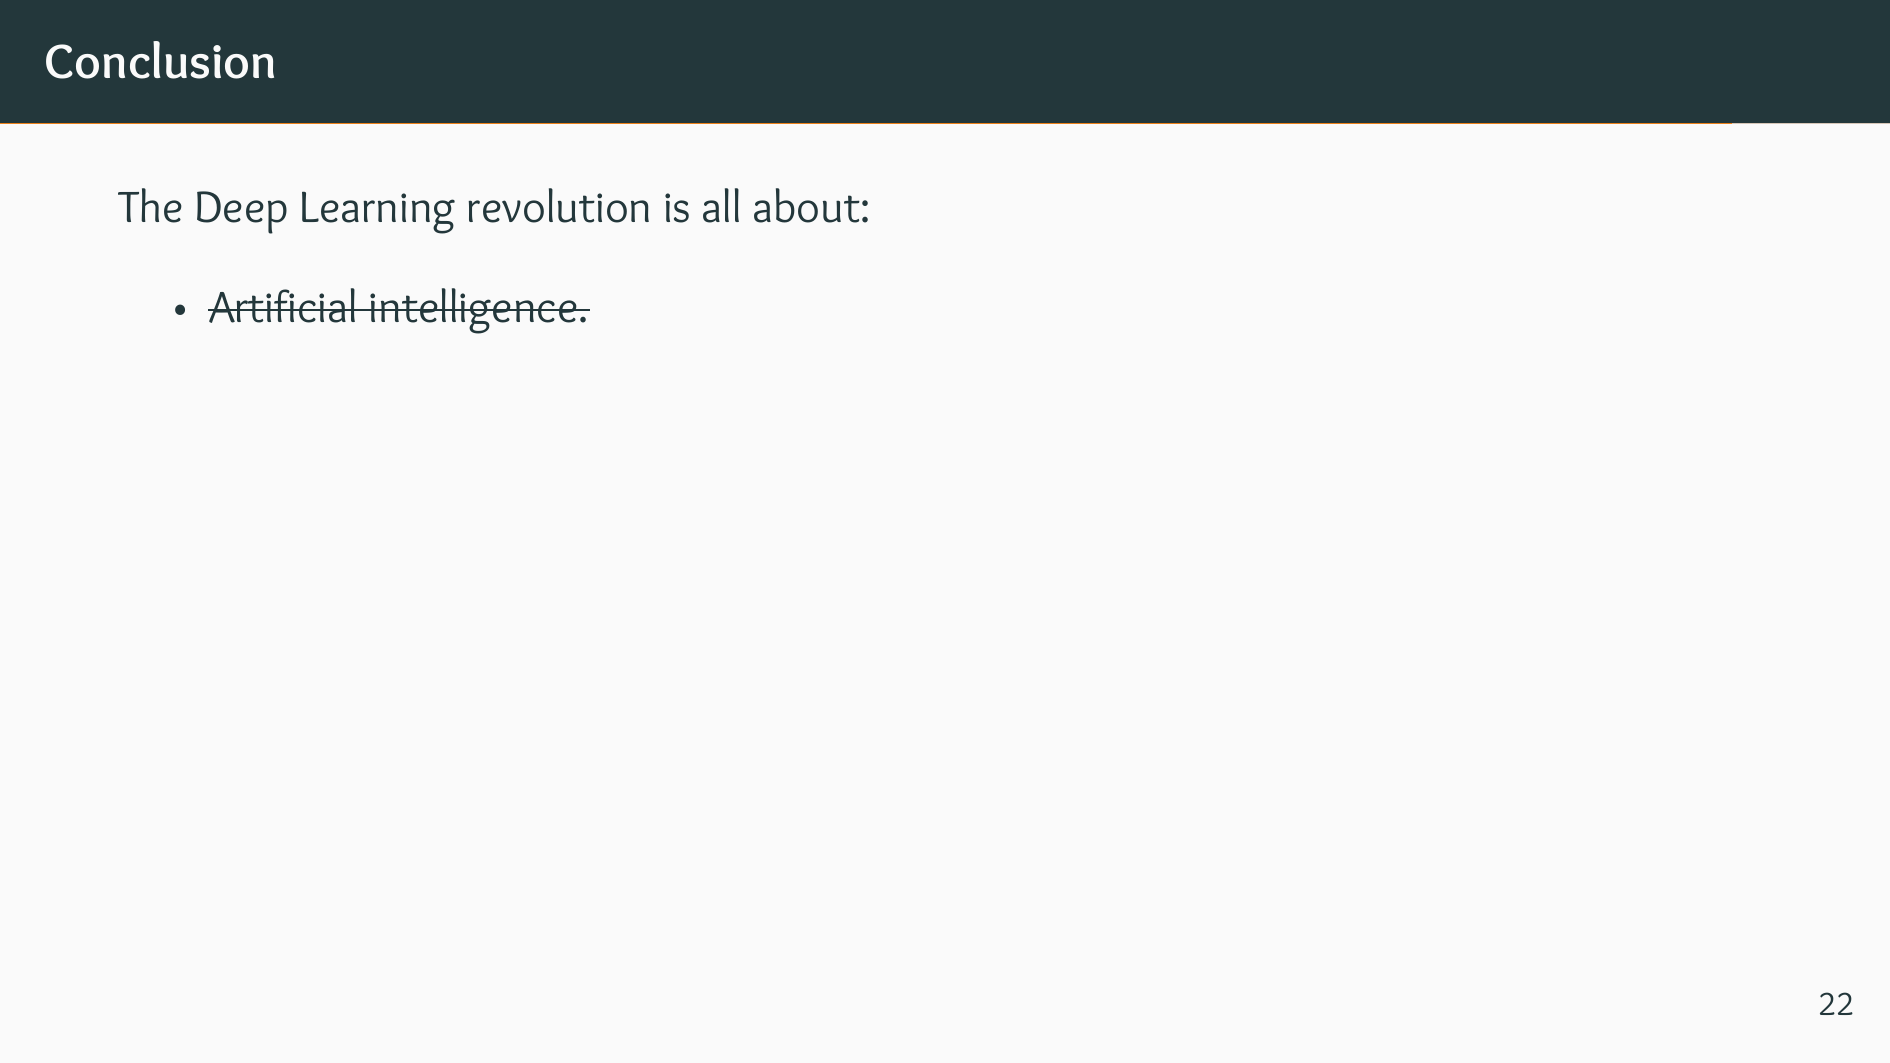 Conclusion
The Deep Learning revolution is all about:
• Artificial intelligence.
22